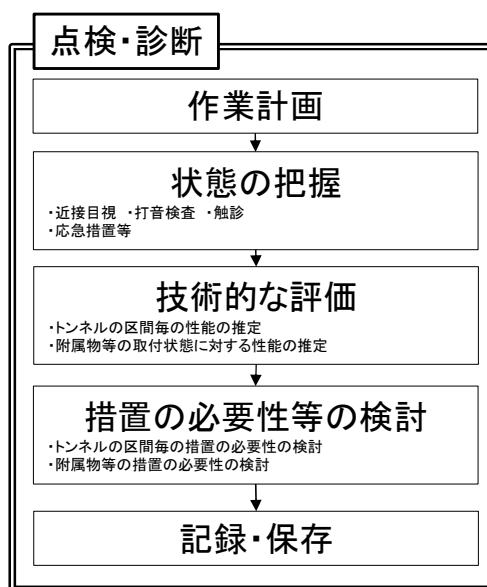 点検・診断
作業計画
状態の把握
・近接目視 ・打音検査 ・触診
・応急措置等
技術的な評価
・トンネルの区間毎の性能の推定
・附属物等の取付状態に対する性能の推定
措置の必要性等の検討
・トンネルの区間毎の措置の必要性の検討
・附属物等の措置の必要性の検討
記録・保存